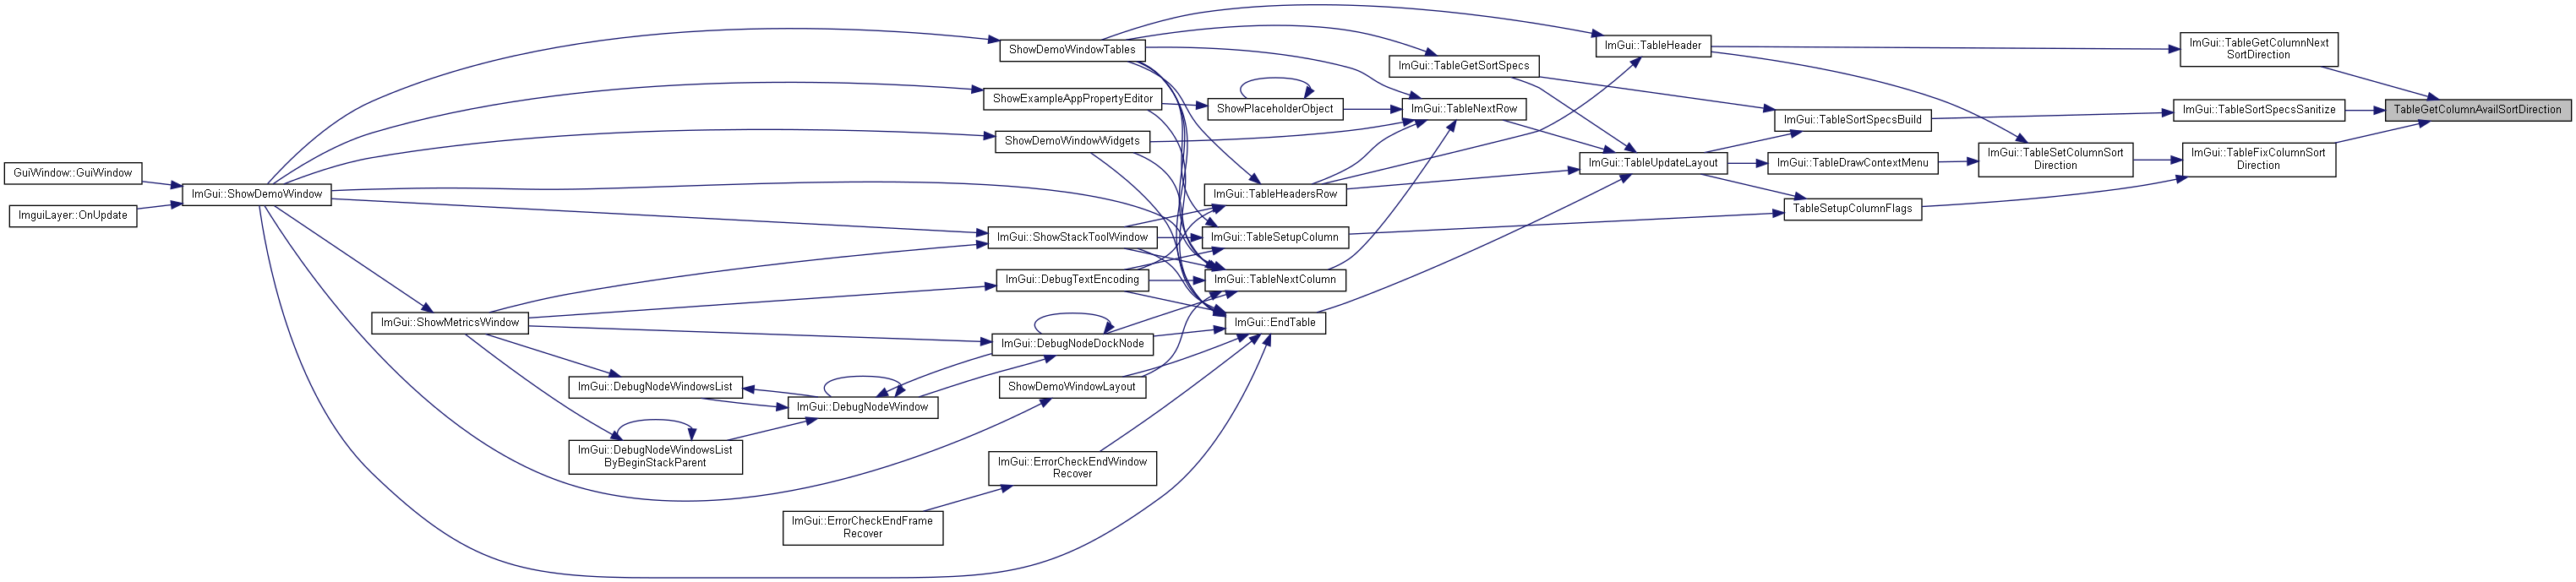 GuiWindow::GuiWindow
ImguiLayer::OnUpdate
ImGui::ShowDemoWindow
ImGui::ShowMetricsWindow
ImGui::DebugNodeWindowsList
ImGui::DebugNodeWindowsList
ByBeginStackParent
ImGui::DebugNodeWindow
ImGui::ErrorCheckEndFrame
Recover
ShowDemoWindowTables
ShowExampleAppPropertyEditor
ShowDemoWindowWidgets
ImGui::ShowStackToolWindow
ImGui::DebugTextEncoding
ImGui::DebugNodeDockNode
ShowDemoWindowLayout
ImGui::ErrorCheckEndWindow
Recover
ShowPlaceholderObject
ImGui::TableHeadersRow
ImGui::TableSetupColumn
ImGui::TableNextColumn
ImGui::EndTable
ImGui::TableGetSortSpecs
ImGui::TableNextRow
ImGui::TableHeader
ImGui::TableUpdateLayout
ImGui::TableSortSpecsBuild
ImGui::TableDrawContextMenu
TableSetupColumnFlags
ImGui::TableSetColumnSort
Direction
ImGui::TableGetColumnNext
SortDirection
ImGui::TableSortSpecsSanitize
ImGui::TableFixColumnSort
Direction
TableGetColumnAvailSortDirection